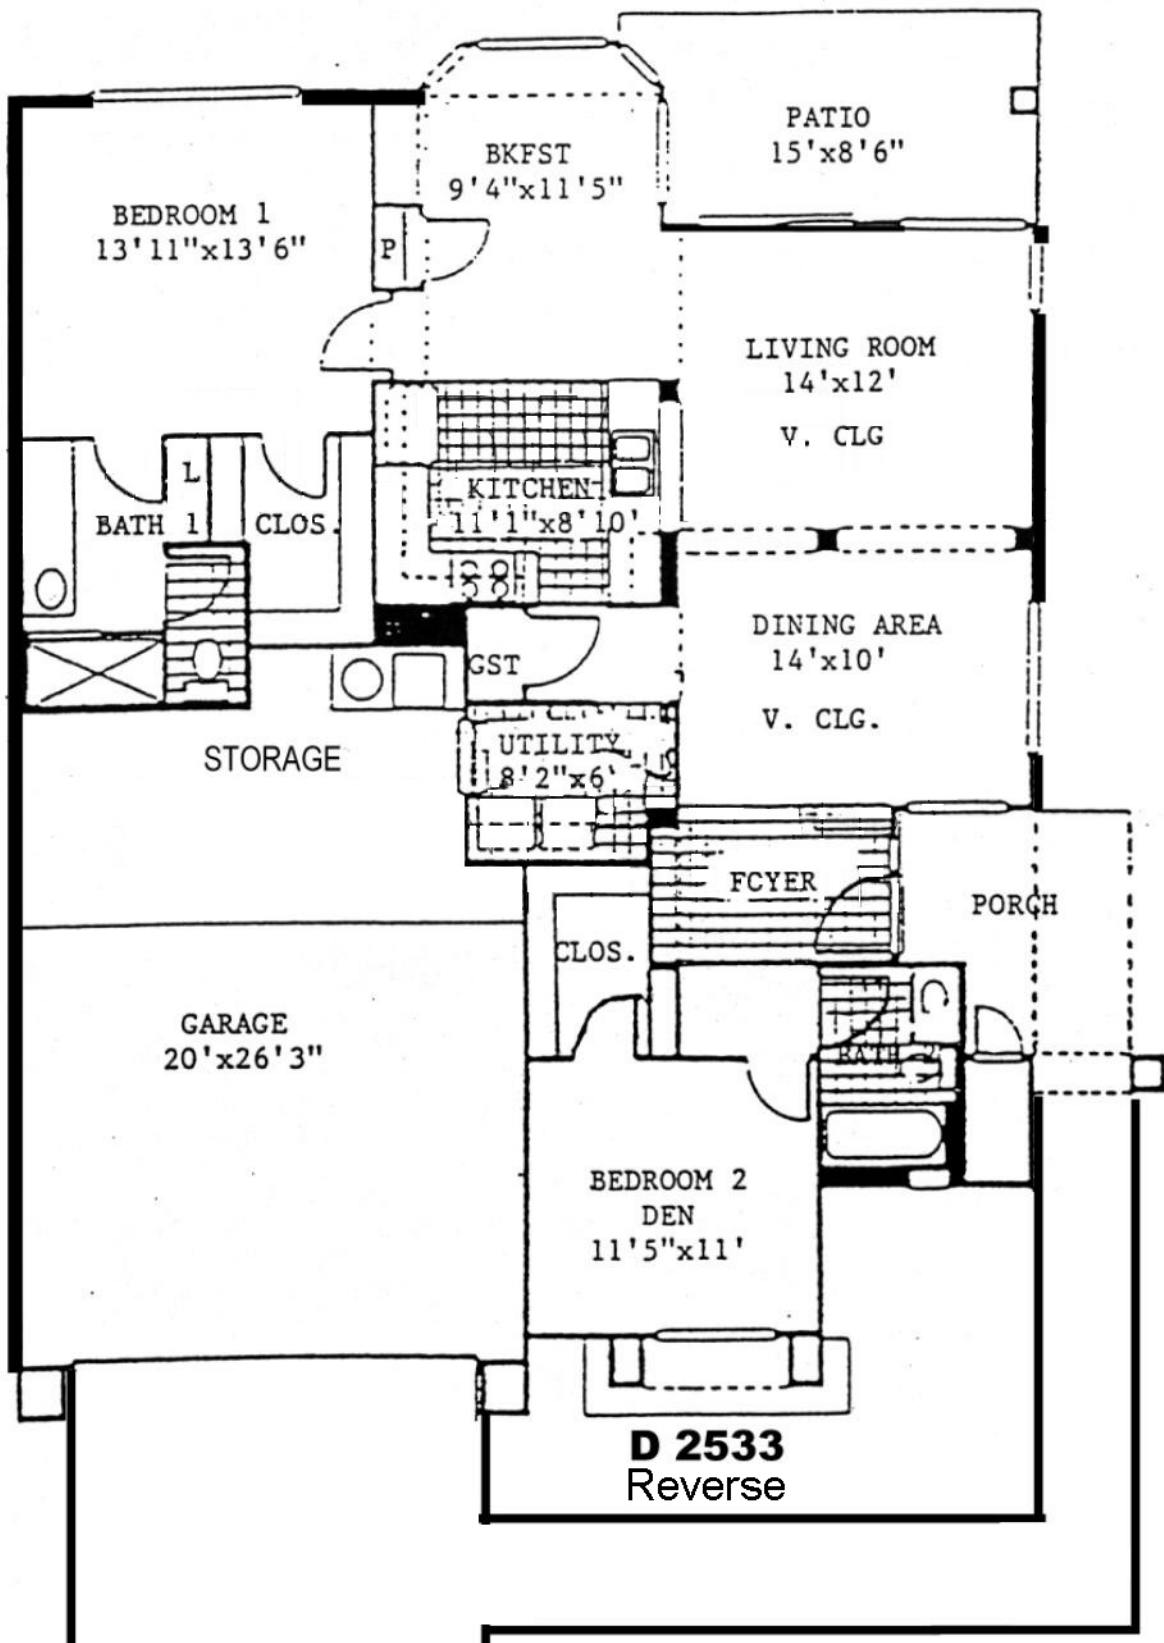 PATIO
15'x8'6"
BKFST
9'4"x11'5"
BEDROOM 1
13'11"x13'6"
P
LIVING ROOM
14'x12'
V. CLG
L
KITCHEN
11'1"x8'10'
BATH 1
CLOS.
DINING AREA
14'x10'
V. CLG.
GST
UTILITY
8'2"x6'
STORAGE
FCYER
PORCH
CLOS.
GARAGE
20'x26'3"
BATH 2
BEDROOM 2
DEN
11'5"x11'
D 2533
Reverse